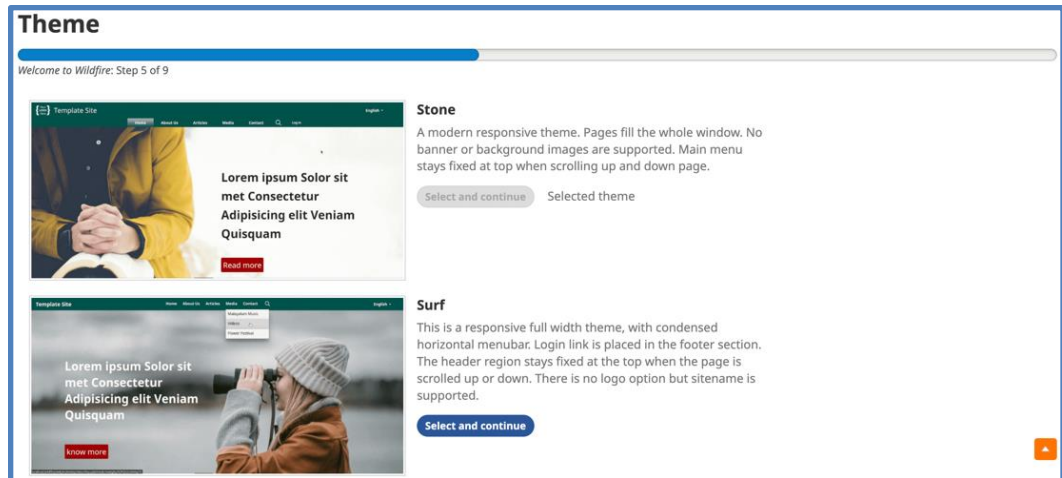 Theme
Welcome to Wildfire: Step 5 of 9
Template Site
English
Home About Us Articles Media Contact Log in
Lorem ipsum Solor sit
met Consectetur
Adipisicing elit Veniam
Quisquam
Read more
Stone
A modern responsive theme. Pages fill the whole window. No
banner or background images are supported. Main menu
stays fixed at top when scrolling up and down page.
Select and continue Selected theme
Template Site Home About Us Articles Media Contact English
Malayalam Music
Videos
Lorem ipsum Solor sit
met Consectetur
Adipisicing elit Veniam
Quisquam
know more
Surf
This is a responsive full width theme, with condensed
horizontal menubar. Login link is placed in the footer section.
The header region stays fixed at the top when the page is
scrolled up or down. There is no logo option but sitename is
supported.
Select and continue